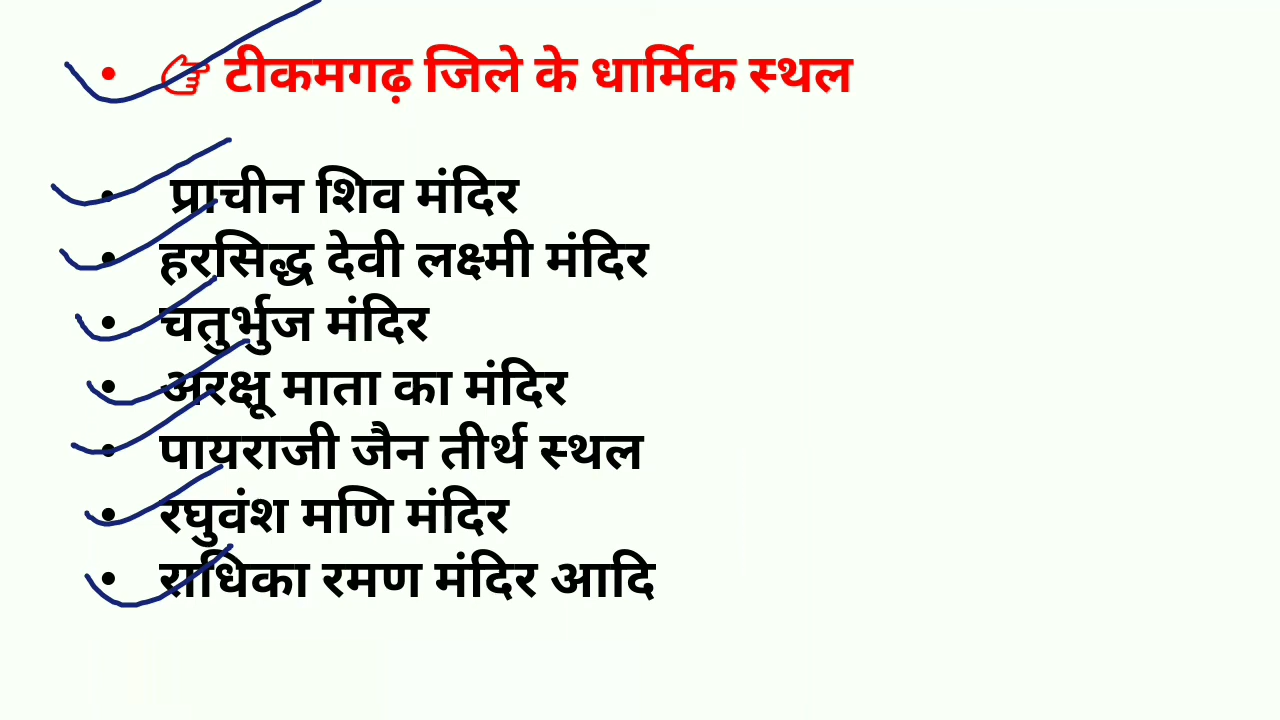 • 👉 टीकमगढ़ जिले के धार्मिक स्थल
• प्राचीन शिव मंदिर
• हरसिद्ध देवी लक्ष्मी मंदिर
• चतुर्भुज मंदिर
• अरक्षू माता का मंदिर
• पायराजी जैन तीर्थ स्थल
• रघुवंश मणि मंदिर
• राधिका रमण मंदिर आदि